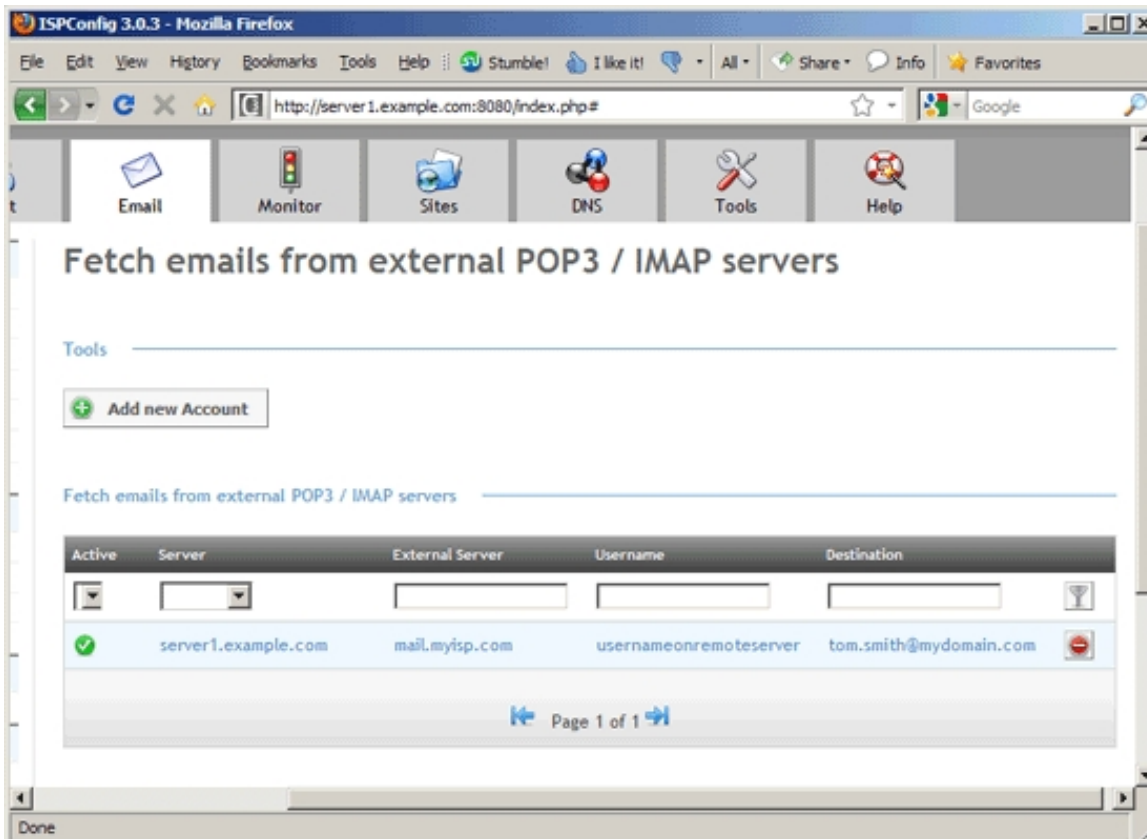 ISPConfig 3.0.3 - Mozilla Firefox
File Edit View History Bookmarks Tools Help Stumble! I like it! All Share Info Favorites
http://server1.example.com:8080/index.php# Google
Email Monitor Sites DNS Tools Help
Fetch emails from external POP3 / IMAP servers
Tools
Add new Account
Fetch emails from external POP3 / IMAP servers
Active Server External Server Username Destination
server1.example.com mail.myisp.com usernameonremoteserver tom.smith@mydomain.com
Page 1 of 1
Done